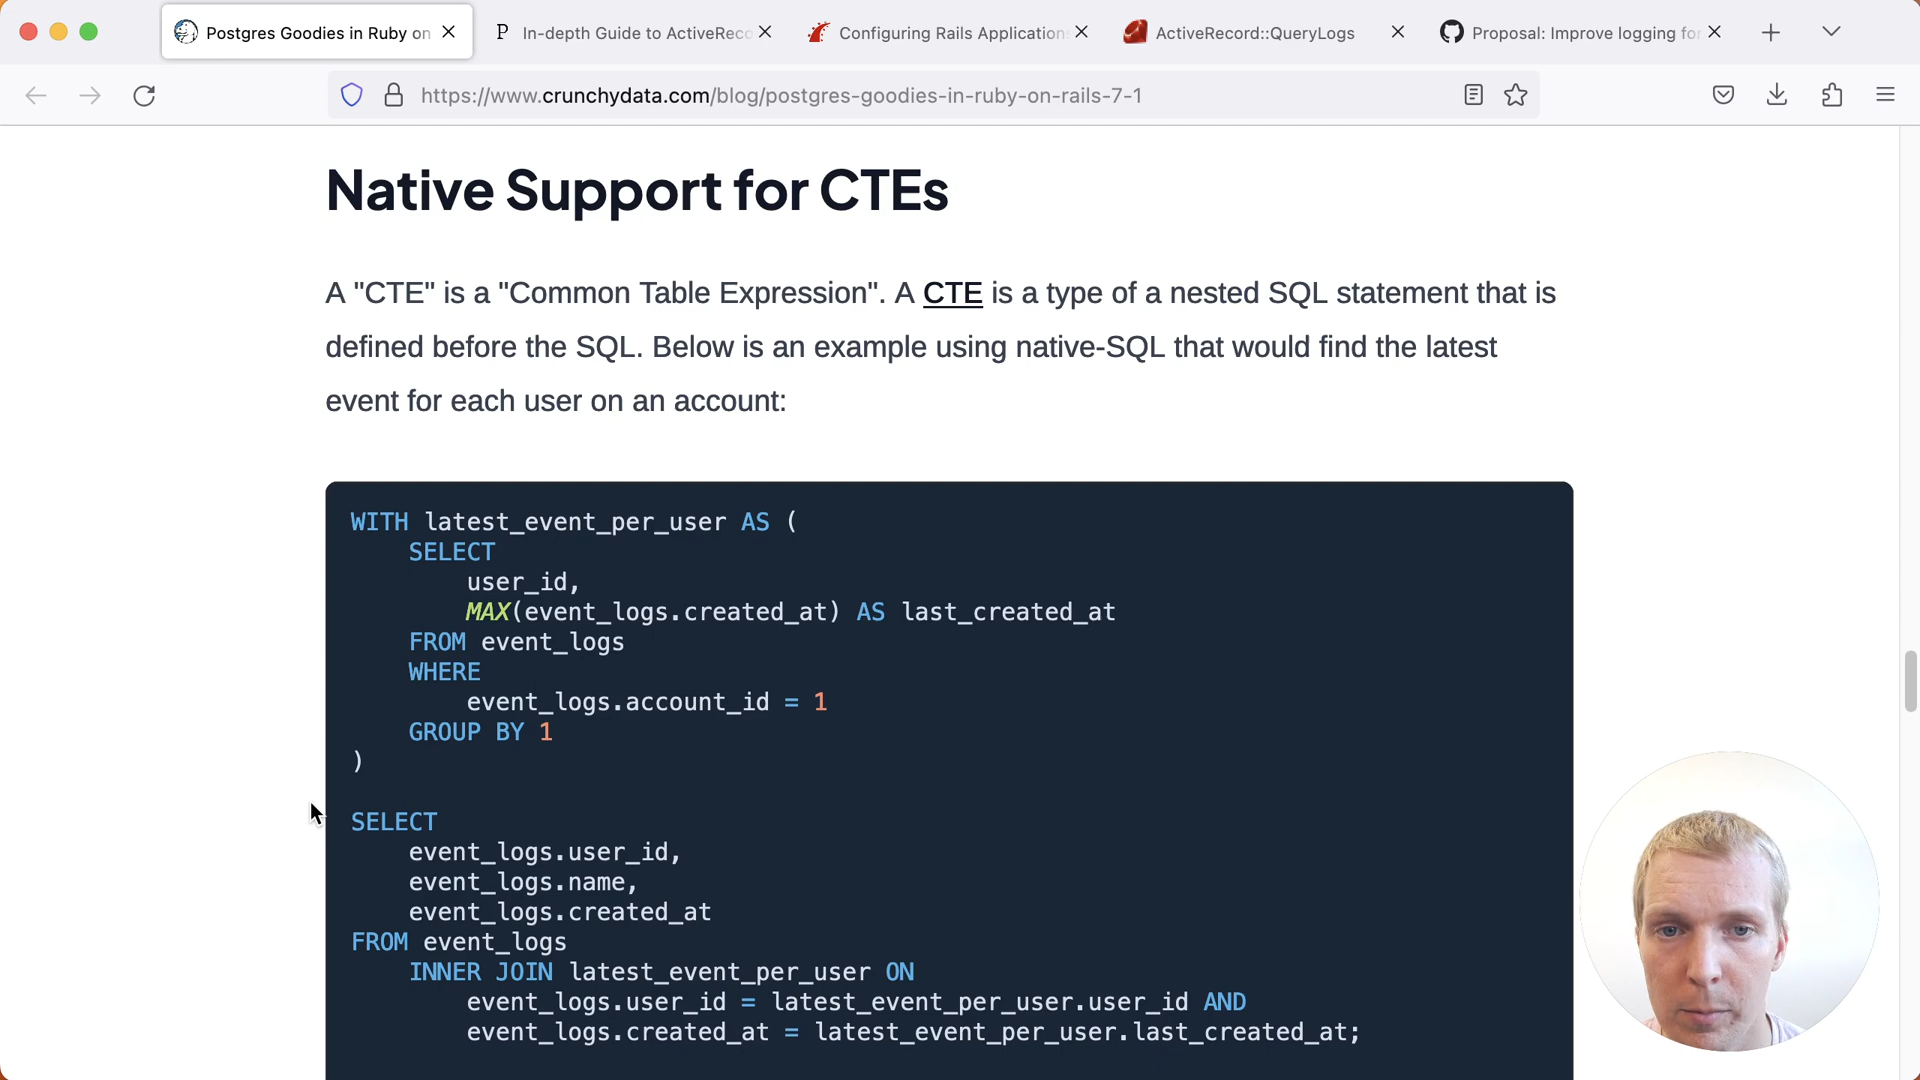 Postgres Goodies in Ruby on
In-depth Guide to ActiveReco
Configuring Rails Applications
ActiveRecord::QueryLogs
Proposal: Improve logging for
https://www.crunchydata.com/blog/postgres-goodies-in-ruby-on-rails-7-1
Native Support for CTEs
A "CTE" is a "Common Table Expression". A CTE is a type of a nested SQL statement that is
defined before the SQL. Below is an example using native-SQL that would find the latest
event for each user on an account:
WITH latest_event_per_user AS (
SELECT
user_id,
MAX(event_logs.created_at) AS last_created_at
FROM event_logs
WHERE
event_logs.account_id = 1
GROUP BY 1
)
SELECT
event_logs.user_id,
event_logs.name,
event_logs.created_at
FROM event_logs
INNER JOIN latest_event_per_user ON
event_logs.user_id = latest_event_per_user.user_id AND
event_logs.created_at = latest_event_per_user.last_created_at;